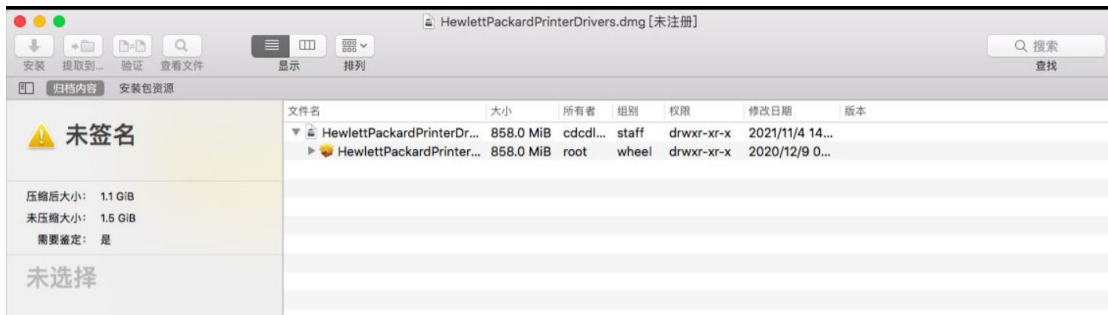 HewlettPackardPrinterDrivers.dmg [未注册]
安装 提取到... 验证 查看文件 显示 排列 搜索 查找
归档内容 安装包资源
文件名 大小 所有者 组别 权限 修改日期 版本
HewlettPackardPrinterDr... 858.0 MiB cdcdl... staff drwxr-xr-x 2021/11/4 14...
HewlettPackardPrinter... 858.0 MiB root wheel drwxr-xr-x 2020/12/9 0...
未签名
压缩后大小: 1.1 GiB
未压缩大小: 1.5 GiB
需要鉴定: 是
未选择